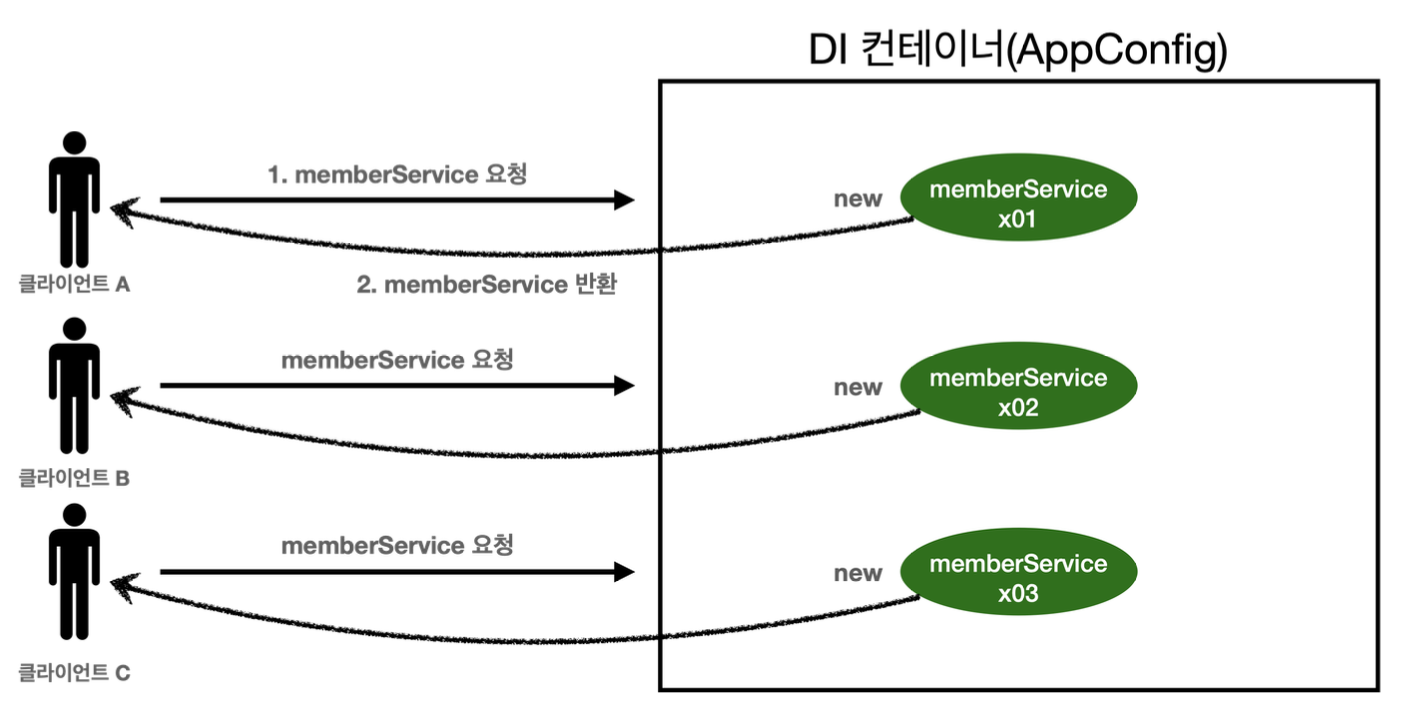 DI 컨테이너(AppConfig)
1. memberService 요청
new
memberService
x01
클라이언트 A
2. memberService 반환
memberService 요청
new
memberService
x02
클라이언트 B
memberService 요청
new
memberService
x03
클라이언트 C